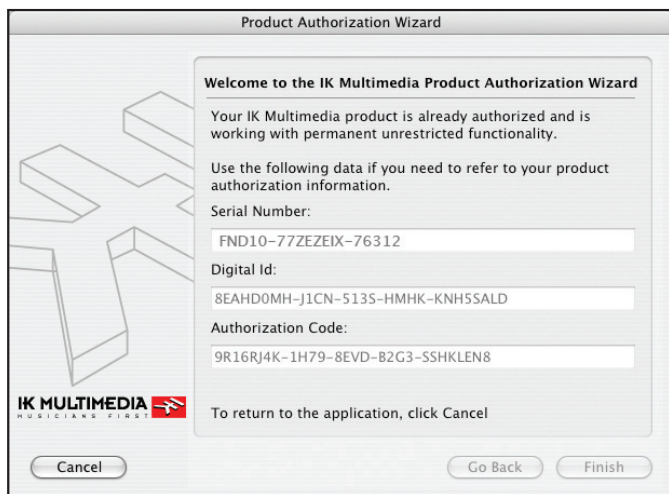 Product Authorization Wizard
Welcome to the IK Multimedia Product Authorization Wizard
Your IK Multimedia product is already authorized and is
working with permanent unrestricted functionality.
Use the following data if you need to refer to your product
authorization information.
Serial Number:
FND10-77ZEZEIX-76312
Digital Id:
8EAHD0MH-J1CN-513S-HMHK-KNH5SALD
Authorization Code:
9R16RJ4K-1H79-8EVD-B2G3-SSHKLEN8
To return to the application, click Cancel
IK MULTIMEDIA
MUSICIANS FIRST
Cancel
Go Back
Finish